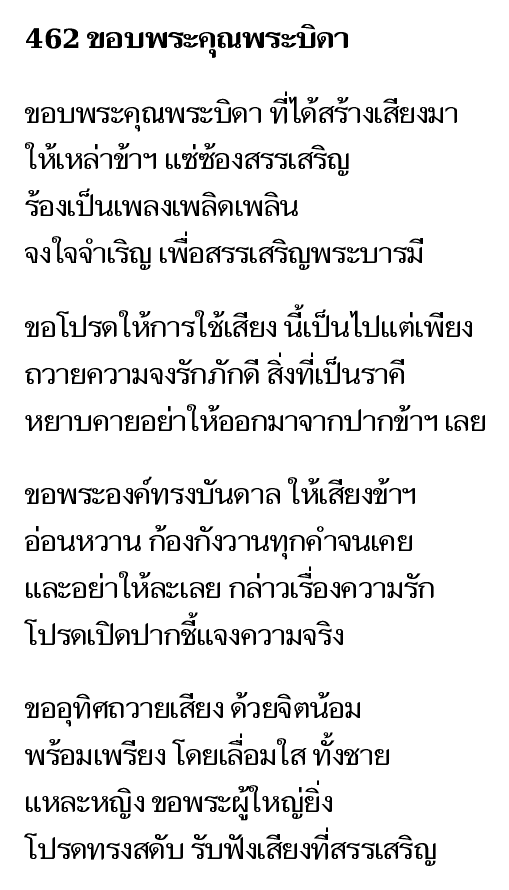 462 ขอบพระคุณพระบิดา
ขอบพระคุณพระบิดา ที่ได้สร้างเสียงมา
ให้เหล่าข้าฯ แซ่ซ้องสรรเสริญ
ร้องเป็นเพลงเพลิดเพลิน
จงใจจำเริญ เพื่อสรรเสริญพระบารมี
ขอโปรดให้การใช้เสียง นี้เป็นไปแต่เพียง
ถวายความจงรักภักดี สิ่งที่เป็นราคี
หยาบคายอย่าให้ออกมาจากปากข้าฯ เลย
ขอพระองค์ทรงบันดาล ให้เสียงข้าฯ
อ่อนหวาน ก้องกังวานทุกคำจนเคย
และอย่าให้ละเลย กล่าวเรื่องความรัก
โปรดเปิดปากชี้แจงความจริง
ขออุทิศถวายเสียง ด้วยจิตน้อม
พร้อมเพรียง โดยเลื่อมใส ทั้งชาย
แหละหญิง ขอพระผู้ใหญ่ยิ่ง
โปรดทรงสดับ รับฟังเสียงที่สรรเสริญ